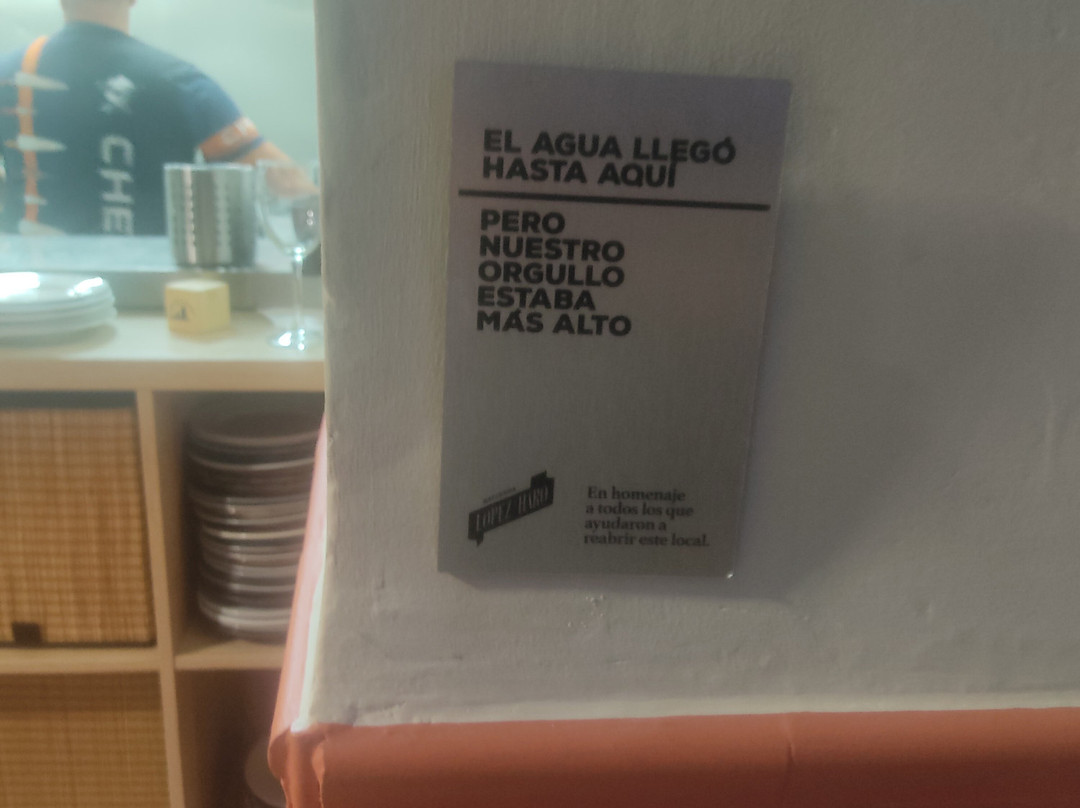 EL AGUA LLEGÓ
HASTA AQUÍ
PERO
NUESTRO
ORGULLO
ESTABA
MÁS ALTO
LÓPEZ HARO
En homenaje
a todos los que
ayudaron a
reabrir este local.
CHE